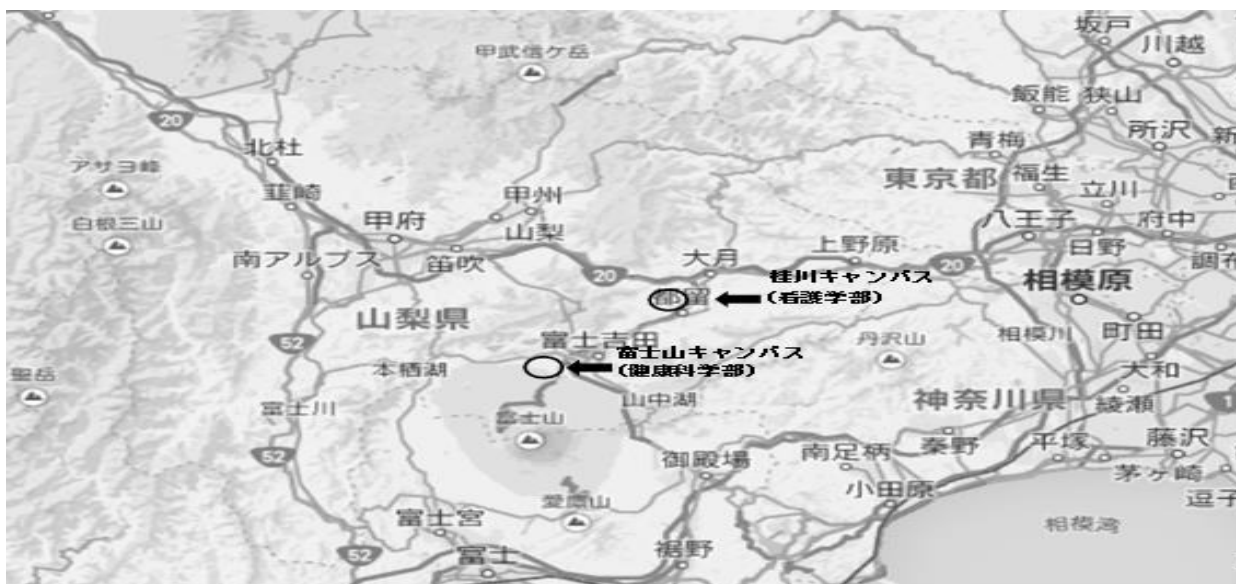 坂戸
川越
甲武信ケ岳
飯能
狭山
20
所沢
新
北杜
青梅
アサヨ峰
東京都
福生
立川
韮崎
甲州
白根三山
甲府
山梨
八王子
府中
日野
調布
南アルプス
笛吹
大月
上野原
20
20
桂川キャンパス
(看護学部)
相模原
都留
山梨県
52
富士吉田
丹沢山
相模川
町田
富士山キャンパス
(健康科学部)
本栖湖
大和
聖岳
富士川
山中湖
神奈川県
綾瀬
1
富士山
秦野
平塚
藤沢
52
御殿場
南足柄
茅ヶ崎
小田原
逗子
愛鷹山
富士宮
相模湾
52
富士
裾野